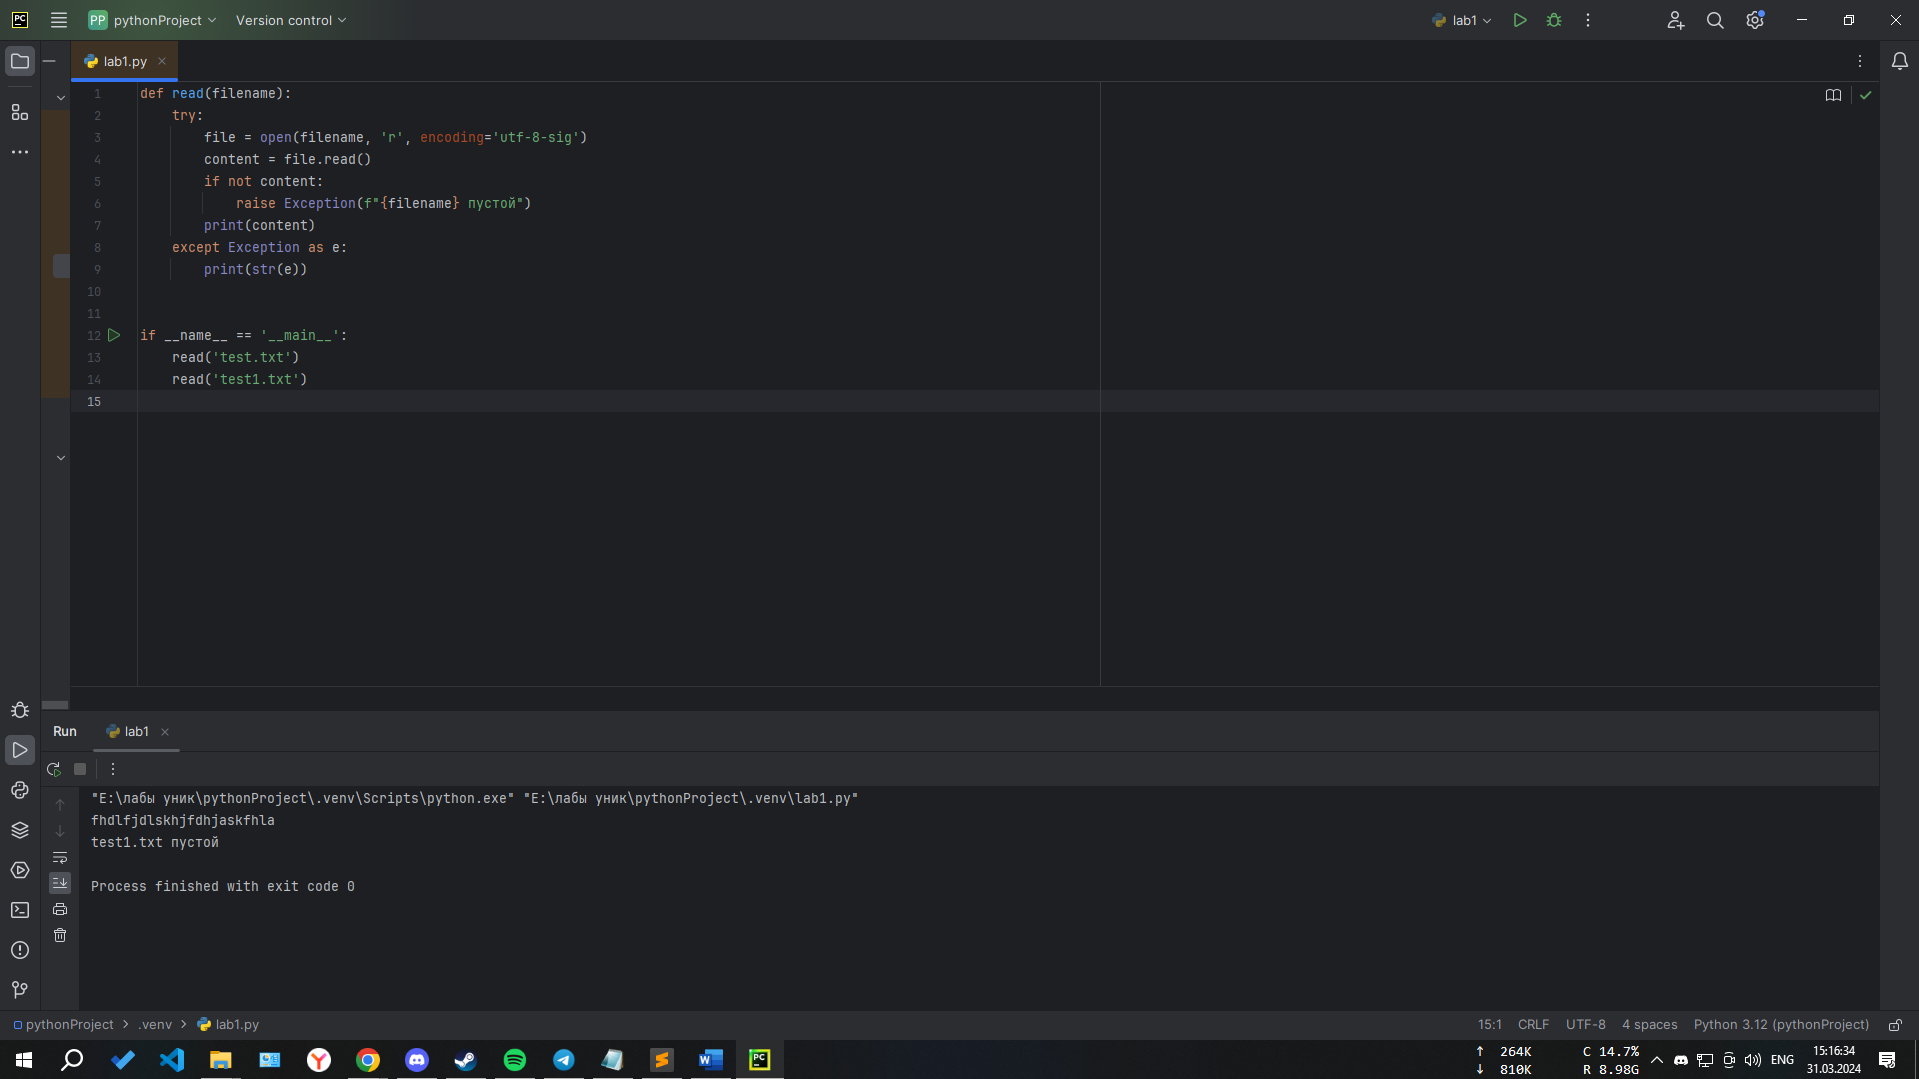 PC
PP pythonProject Version control lab1
lab1.py
1 def read(filename):
2     try:
3         file = open(filename, 'r', encoding='utf-8-sig')
4         content = file.read()
5         if not content:
6             raise Exception(f"{filename} пустой")
7         print(content)
8     except Exception as e:
9         print(str(e))
10
11
12 if __name__ == '__main__':
13     read('test.txt')
14     read('test1.txt')
15
Run lab1
"E:\лабы уник\pythonProject\.venv\Scripts\python.exe" "E:\лабы уник\pythonProject\.venv\lab1.py"
fhdlfjdlskhjfdhjaskfhla
test1.txt пустой
Process finished with exit code 0
pythonProject > .venv > lab1.py 15:1 CRLF UTF-8 4 spaces Python 3.12 (pythonProject)
↑ 264K C 14.7% ENG 15:16:34
↓ 810K R 8.98G 31.03.2024